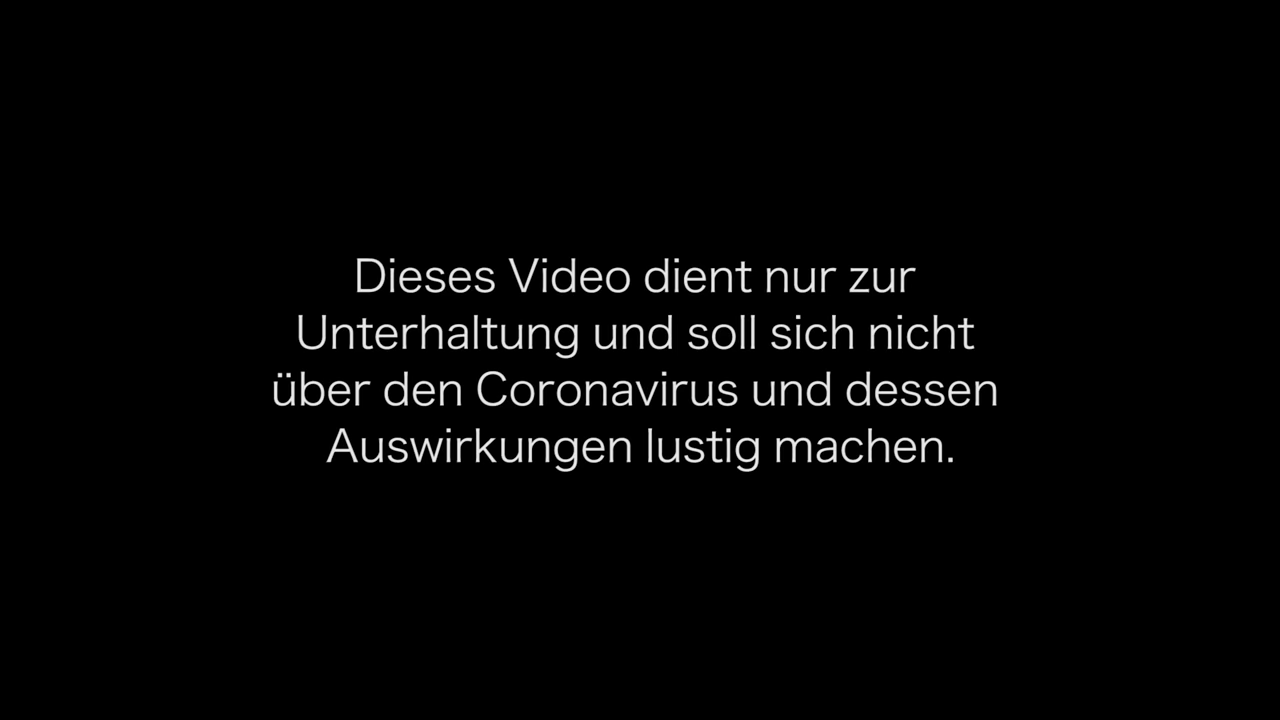 Dieses Video dient nur zur
Unterhaltung und soll sich nicht
über den Coronavirus und dessen
Auswirkungen lustig machen.